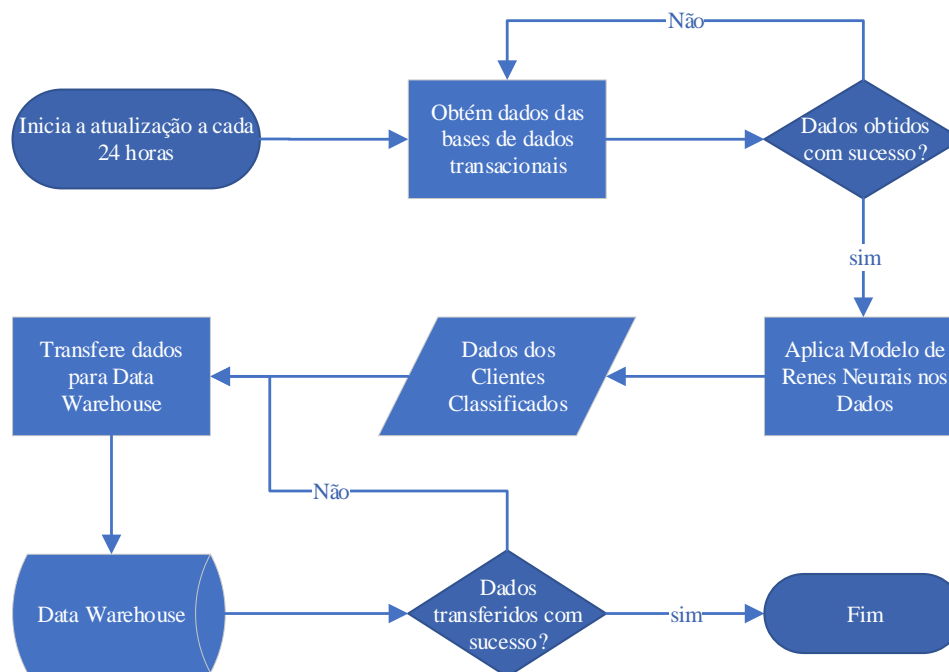 Não
Inicia a atualização a cada
24 horas
Obtém dados das
bases de dados
transacionais
Dados obtidos
com sucesso?
sim
Transfere dados
para Data
Warehouse
Dados dos
Clientes
Classificados
Aplica Modelo de
Renes Neurais nos
Dados
Não
Data Warehouse
Dados
transferidos com
sucesso?
sim
Fim